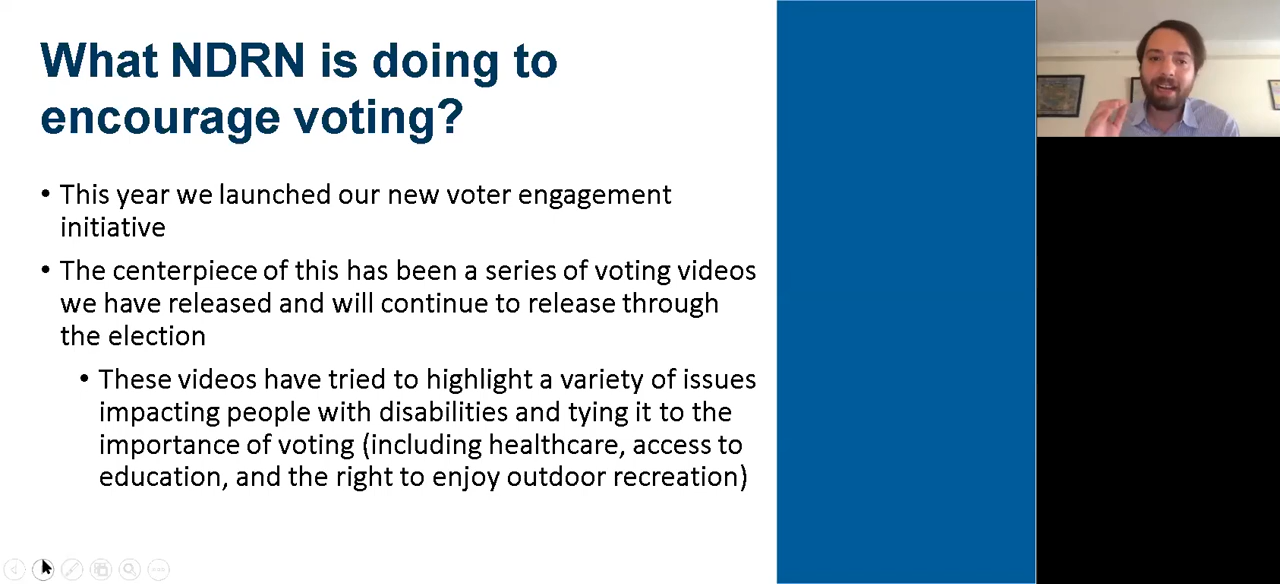 What NDRN is doing to
encourage voting?
• This year we launched our new voter engagement
initiative
• The centerpiece of this has been a series of voting videos
we have released and will continue to release through
the election
• These videos have tried to highlight a variety of issues
impacting people with disabilities and tying it to the
importance of voting (including healthcare, access to
education, and the right to enjoy outdoor recreation)